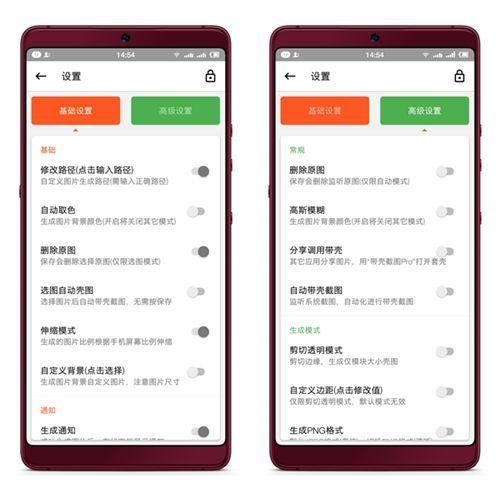 14:54
设置
基础设置
高级设置
基础
修改路径(点击输入路径)
自定义图片生成路径(需输入正确路径)
自动取色
生成图片背景颜色(开启将关闭其它模式)
删除原图
保存会删除选择原图(仅限选图模式)
选图自动壳图
选择图片后自动带壳截图，无需按保存
伸缩模式
生成的图片比例根据手机屏幕比例伸缩
自定义背景(点击选择)
生成图片背景自定义图片，注意图片尺寸
通知
生成通知
14:54
设置
基础设置
高级设置
常规
删除原图
保存会删除监听原图(仅限自动模式)
高斯模糊
生成图片背景颜色(开启将关闭其它模式)
分享调用带壳
其它应用分享图片，用"带壳截图Pro"打开套壳
自动带壳截图
监听系统截图，自动化进行带壳截图
生成模式
剪切透明模式
剪切边缘，生成仅模块大小壳图
自定义边距(点击修改值)
仅限剪切透明模式，默认模式无效
生成PNG格式